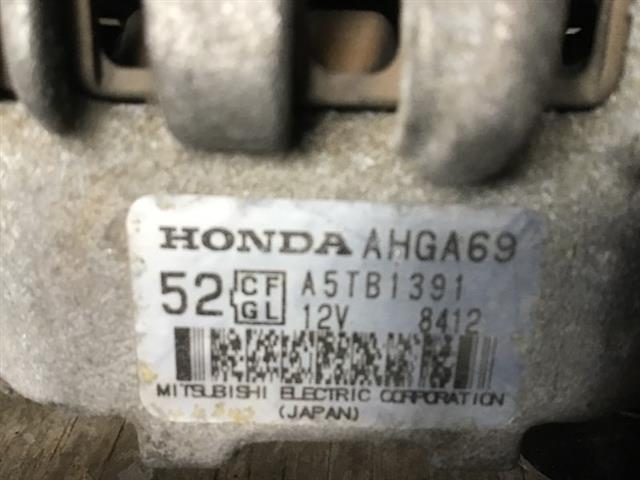 HONDA AHGA69
52 CF GL A5TB1391
12V 8412
MITSUBISHI ELECTRIC CORPORATION
(JAPAN)